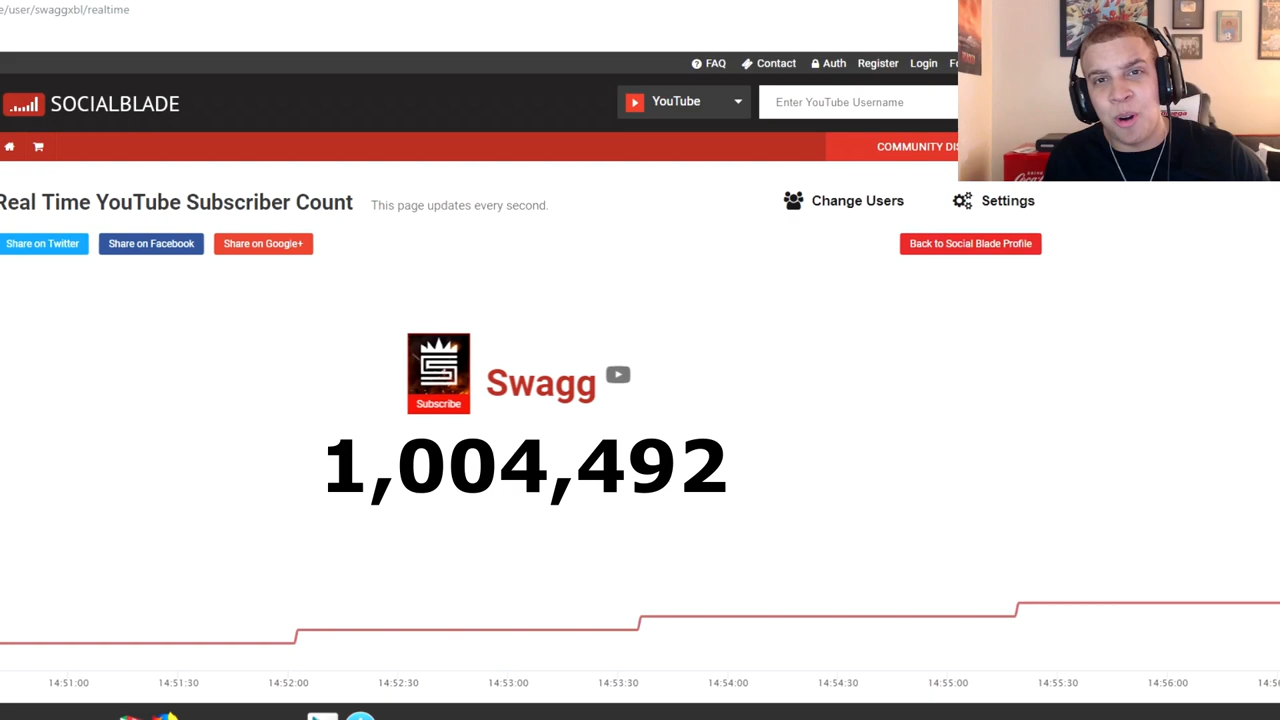 e/user/swaggxbl/realtime
FAQ Contact Auth Register Login
SOCIALBLADE
YouTube
Enter YouTube Username
COMMUNITY
Real Time YouTube Subscriber Count
This page updates every second.
Change Users
Settings
Share on Twitter
Share on Facebook
Share on Google+
Back to Social Blade Profile
Subscribe
Swagg
1,004,492
14:51:00 14:51:30 14:52:00 14:52:30 14:53:00 14:53:30 14:54:00 14:54:30 14:55:00 14:55:30 14:56:00